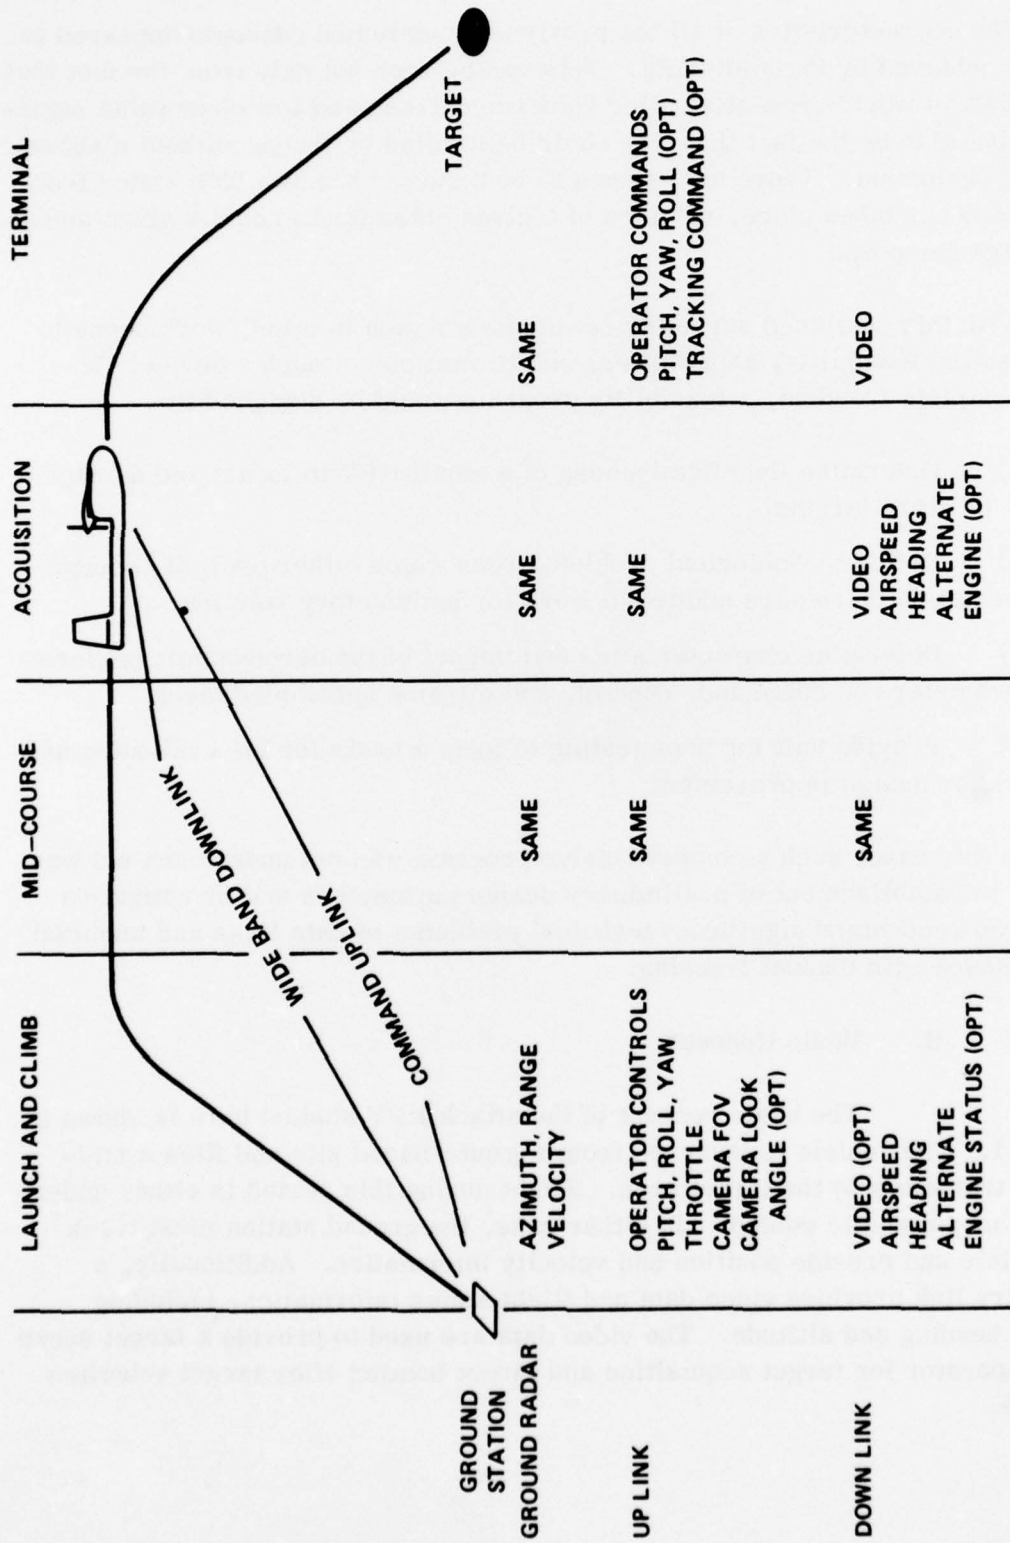 LAUNCH AND CLIMB
MID-COURSE
ACQUISITION
TERMINAL
WIDE BAND DOWNLINK
COMMAND UPLINK
GROUND
STATION
TARGET
GROUND RADAR
AZIMUTH, RANGE
VELOCITY
SAME
SAME
SAME
UP LINK
OPERATOR CONTROLS
PITCH, ROLL, YAW
THROTTLE,
CAMERA FOV
CAMERA LOOK
ANGLE (OPT)
SAME
SAME
OPERATOR COMMANDS
PITCH, YAW, ROLL (OPT)
TRACKING COMMAND (OPT)
DOWN LINK
VIDEO (OPT)
AIRSPEED
HEADING
ALTERNATE
ENGINE STATUS (OPT)
SAME
VIDEO
AIRSPEED
HEADING
ALTERNATE
ENGINE (OPT)
VIDEO